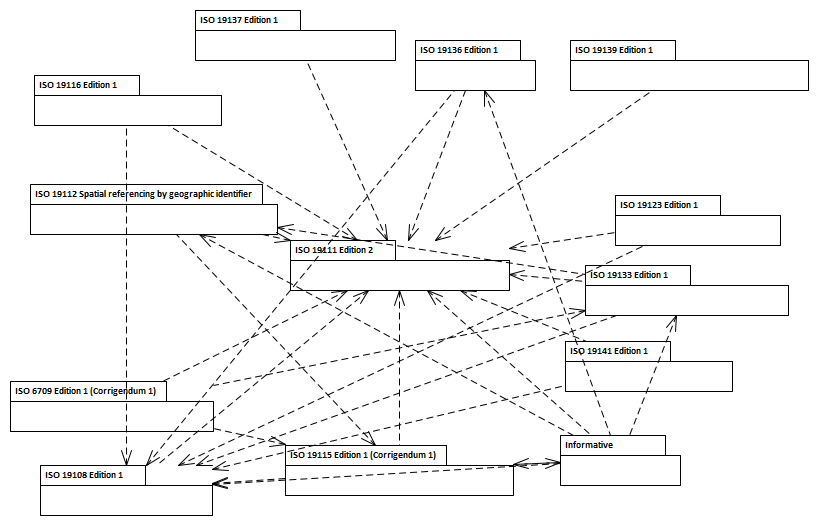 ISO 19137 Edition 1
ISO 19136 Edition 1
ISO 19139 Edition 1
ISO 19116 Edition 1
ISO 19112 Spatial referencing by geographic identifier
ISO 19123 Edition 1
ISO 19111 Edition 2
ISO 19133 Edition 1
ISO 19141 Edition 1
ISO 6709 Edition 1 (Corrigendum 1)
Informative
ISO 19115 Edition 1 (Corrigendum 1)
ISO 19108 Edition 1